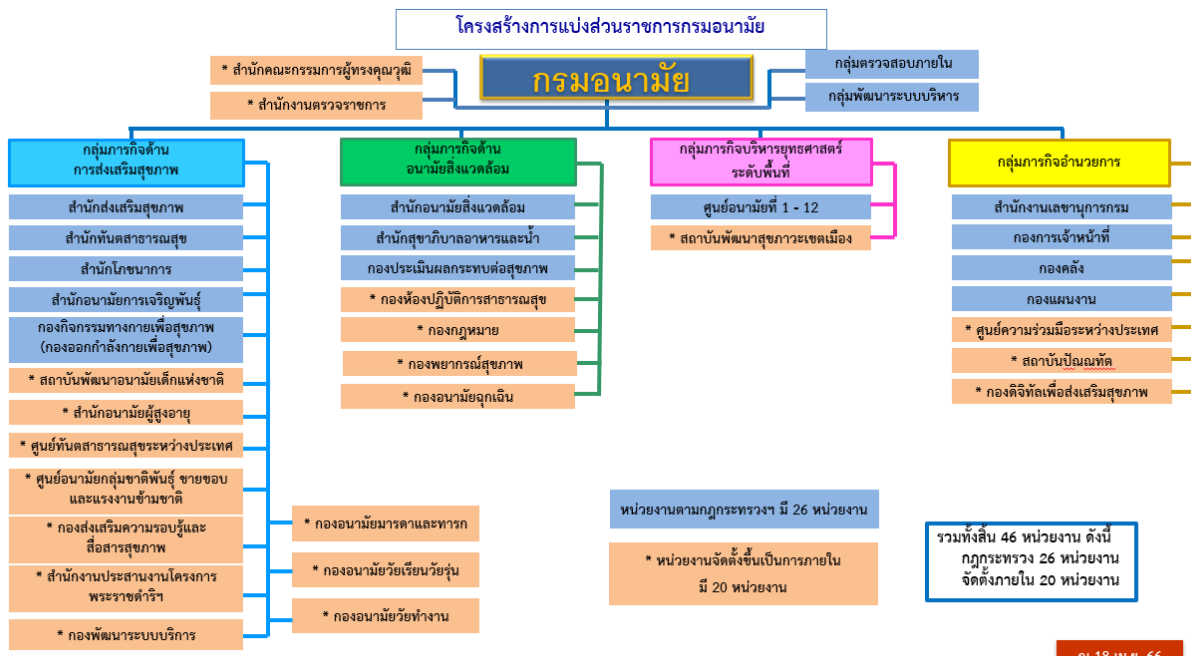 โครงสร้างการแบ่งส่วนราชการกรมอนามัย
กรมอนามัย
* สำนักคณะกรรมการผู้ทรงคุณวุฒิ
* สำนักงานตรวจราชการ
กลุ่มตรวจสอบภายใน
กลุ่มพัฒนาระบบบริหาร
กลุ่มภารกิจด้าน
การส่งเสริมสุขภาพ
สำนักส่งเสริมสุขภาพ
สำนักทันตสาธารณสุข
สำนักโภชนาการ
สำนักอนามัยการเจริญพันธุ์
กองกิจกรรมทางกายเพื่อสุขภาพ
(กองออกกำลังกายเพื่อสุขภาพ)
* สถาบันพัฒนาอนามัยเด็กแห่งชาติ
* สำนักอนามัยผู้สูงอายุ
* ศูนย์ทันตสาธารณสุขระหว่างประเทศ
* ศูนย์อนามัยกลุ่มชาติพันธุ์ ชายขอบ
และแรงงานข้ามชาติ
* กองส่งเสริมความรอบรู้และ
สื่อสารสุขภาพ
* สำนักงานประสานงานโครงการ
พระราชดำริฯ
* กองพัฒนาระบบบริการ
* กองอนามัยมารดาและทารก
* กองอนามัยวัยเรียนวัยรุ่น
* กองอนามัยวัยทำงาน
กลุ่มภารกิจด้าน
อนามัยสิ่งแวดล้อม
สำนักอนามัยสิ่งแวดล้อม
สำนักสุขาภิบาลอาหารและน้ำ
กองประเมินผลกระทบต่อสุขภาพ
* กองห้องปฏิบัติการสาธารณสุข
* กองกฎหมาย
* กองพยากรณ์สุขภาพ
* กองอนามัยฉุกเฉิน
กลุ่มภารกิจบริหารยุทธศาสตร์
ระดับพื้นที่
ศูนย์อนามัยที่ 1 - 12
* สถาบันพัฒนาสุขภาวะเขตเมือง
กลุ่มภารกิจอำนวยการ
สำนักงานเลขานุการกรม
กองการเจ้าหน้าที่
กองคลัง
กองแผนงาน
* ศูนย์ความร่วมมือระหว่างประเทศ
* สถาบันปัณณทัต
* กองดิจิทัลเพื่อส่งเสริมสุขภาพ
หน่วยงานตามกฎกระทรวงฯ มี 26 หน่วยงาน
* หน่วยงานจัดตั้งขึ้นเป็นการภายใน
มี 20 หน่วยงาน
รวมทั้งสิ้น 46 หน่วยงาน ดังนี้
กฎกระทรวง 26 หน่วยงาน
จัดตั้งภายใน 20 หน่วยงาน
ณ 18 เม.ย. 66